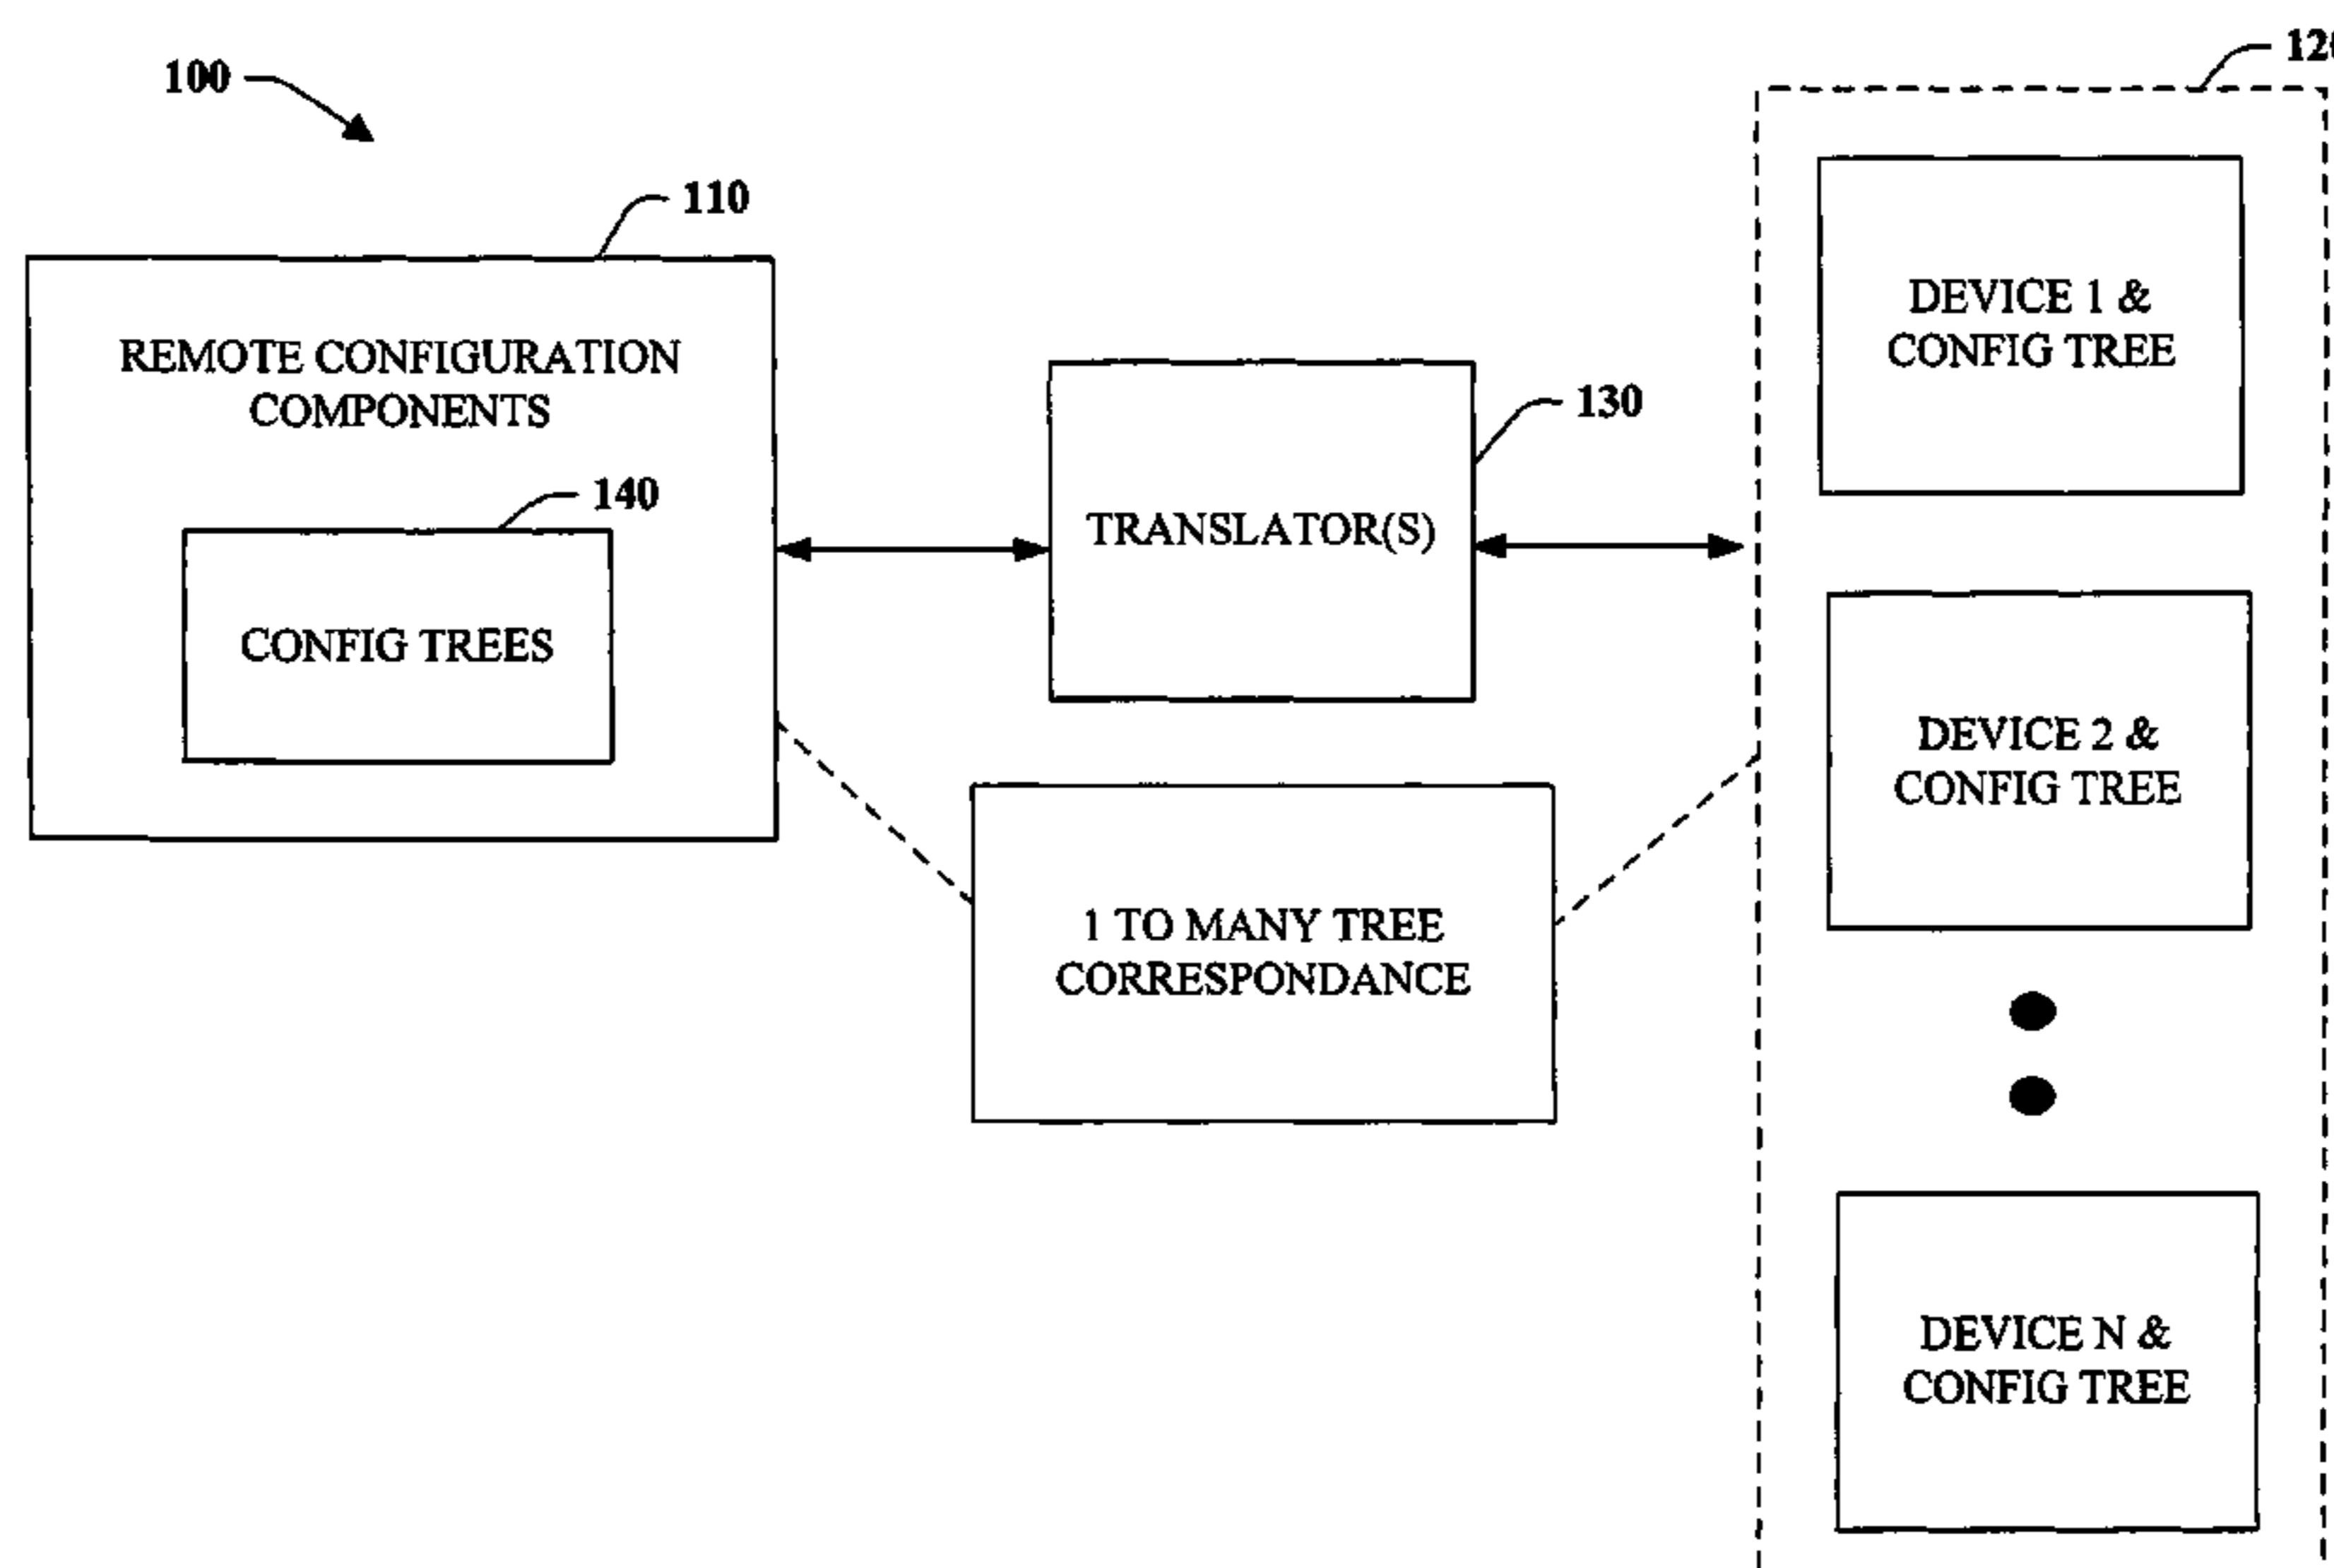 100
120
110
REMOTE CONFIGURATION
COMPONENTS
140
CONFIG TREES
130
TRANSLATOR(S)
1 TO MANY TREE
CORRESPONDANCE
DEVICE 1 &
CONFIG TREE
DEVICE 2 &
CONFIG TREE
DEVICE N &
CONFIG TREE